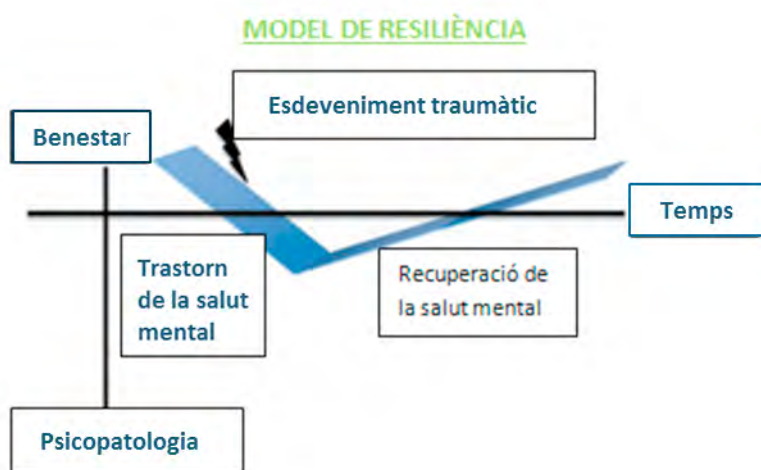 MODEL DE RESILIÈNCIA
Esdeveniment traumàtic
Benestar
Temps
Trastorn
de la salut
mental
Recuperació de
la salut mental
Psicopatologia